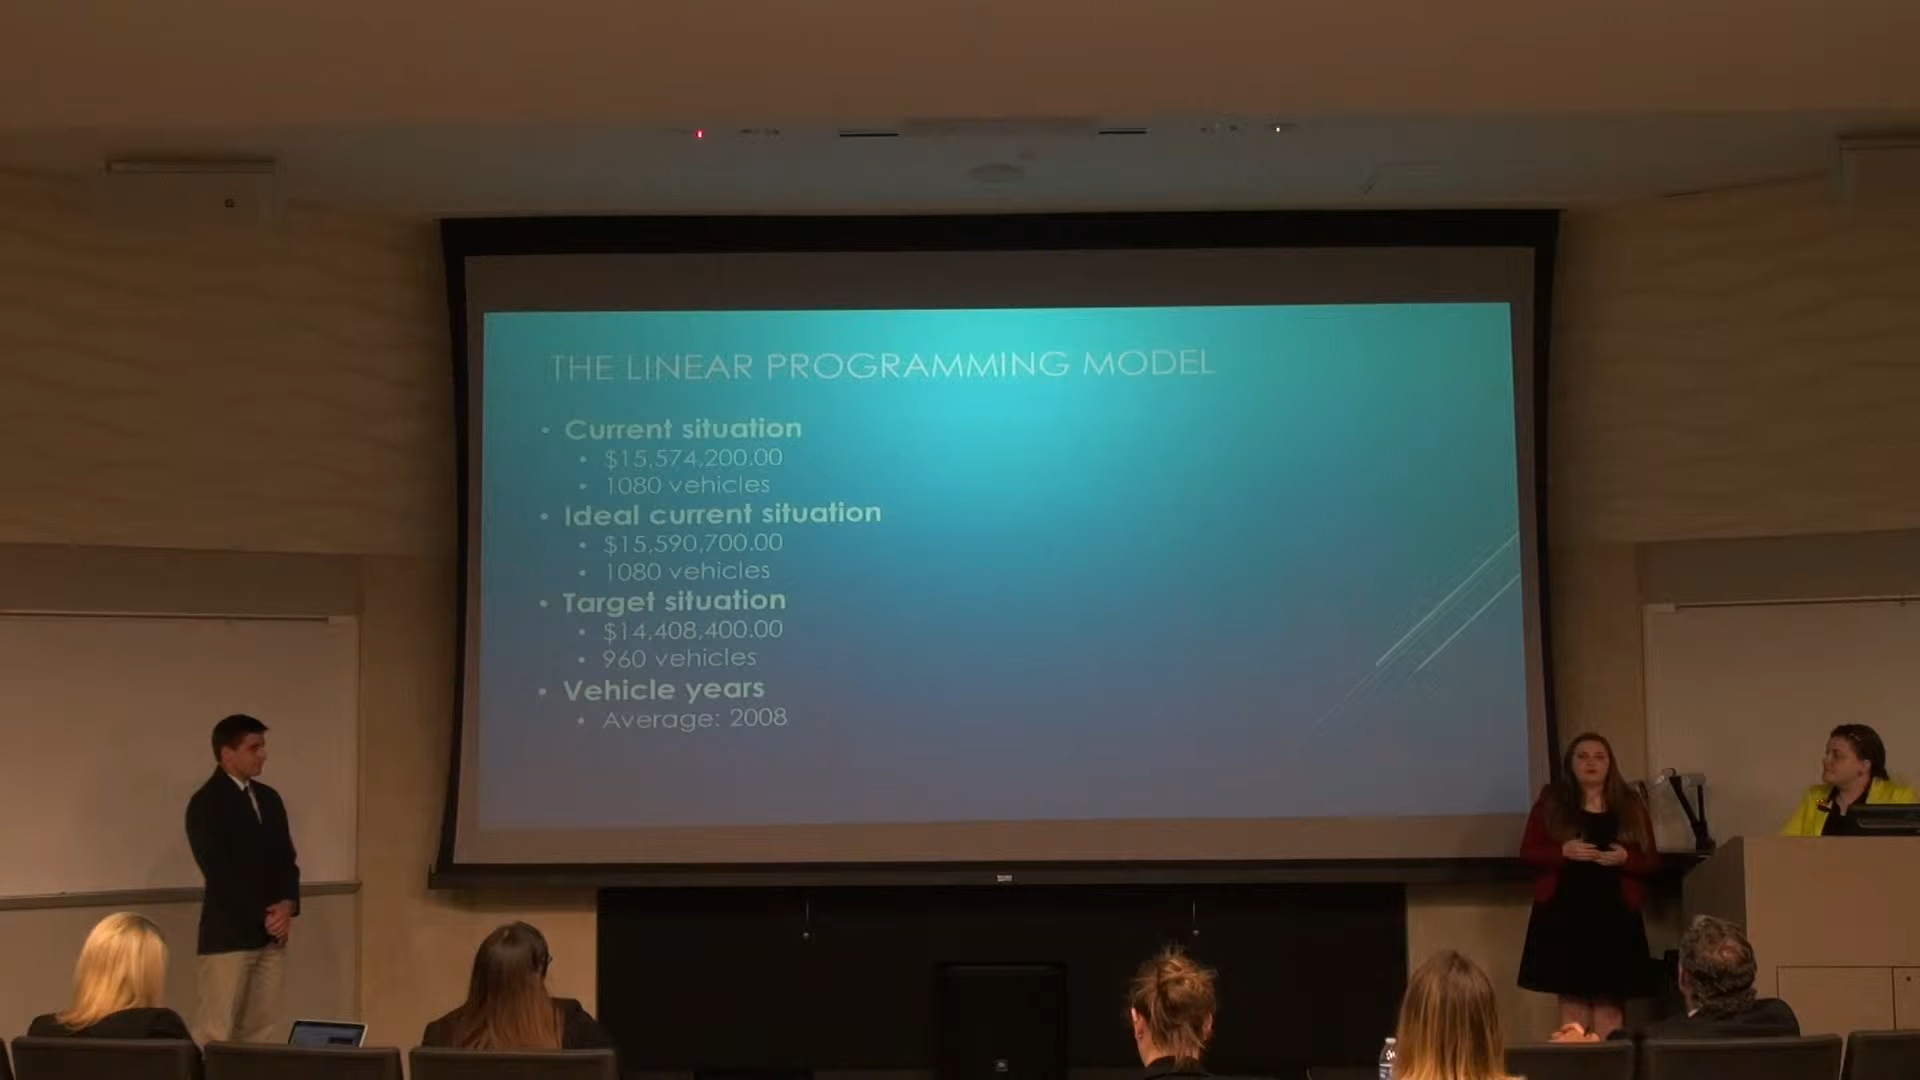 THE LINEAR PROGRAMMING MODEL
• Current situation
• $15,574,200.00
• 1080 vehicles
• Ideal current situation
• $15,590,700.00
• 1080 vehicles
• Target situation
• $14,408,400.00
• 960 vehicles
• Vehicle years
• Average: 2008